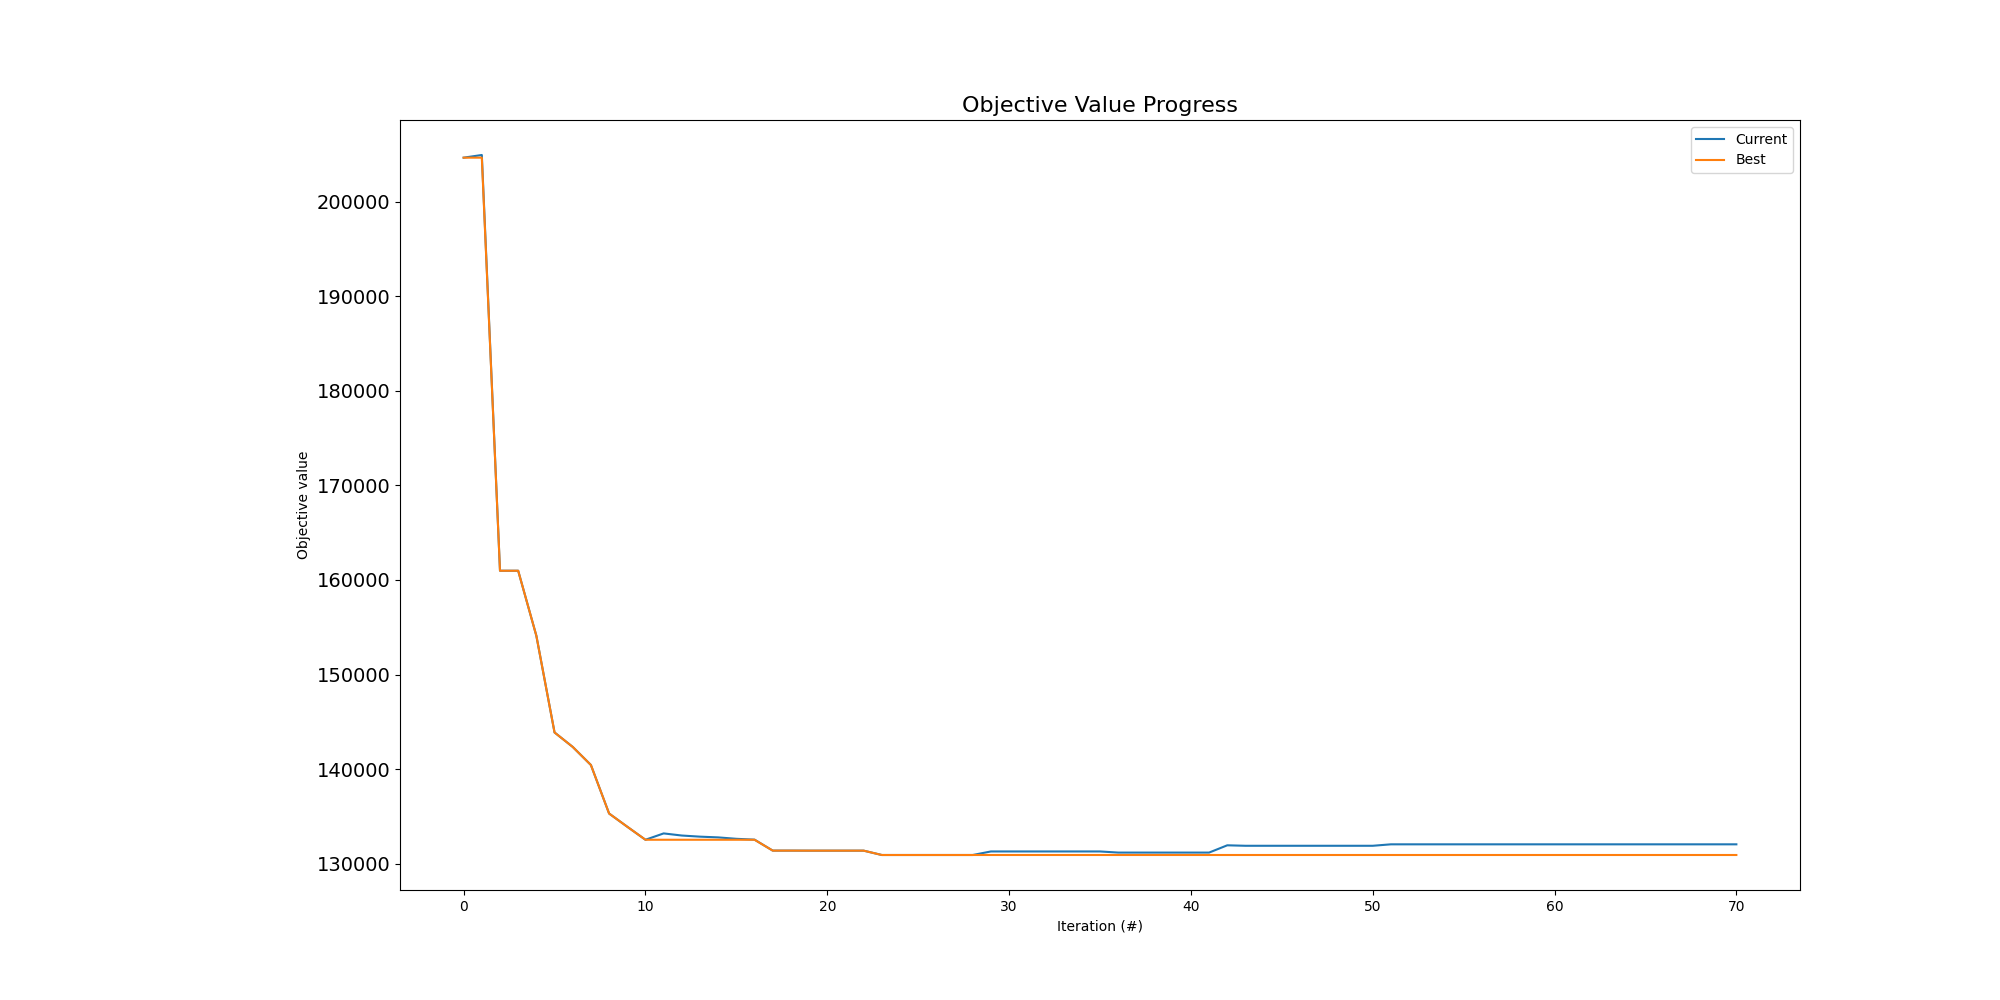 Objective Value Progress
Current
Best
200000
190000
180000
170000
160000
150000
140000
130000
Objective value
0 10 20 30 40 50 60 70
Iteration (#)